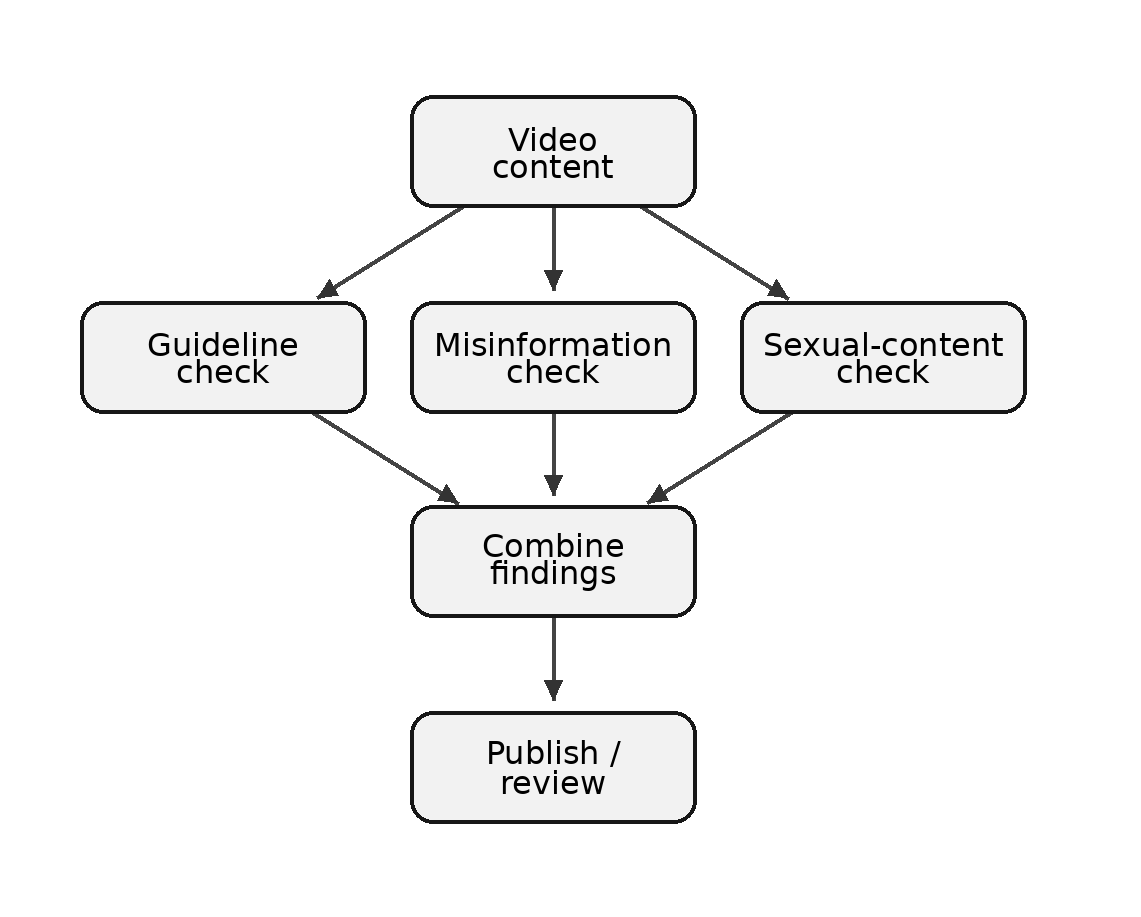 Video
content
Guideline
check
Misinformation
check
Sexual-content
check
Combine
findings
Publish /
review